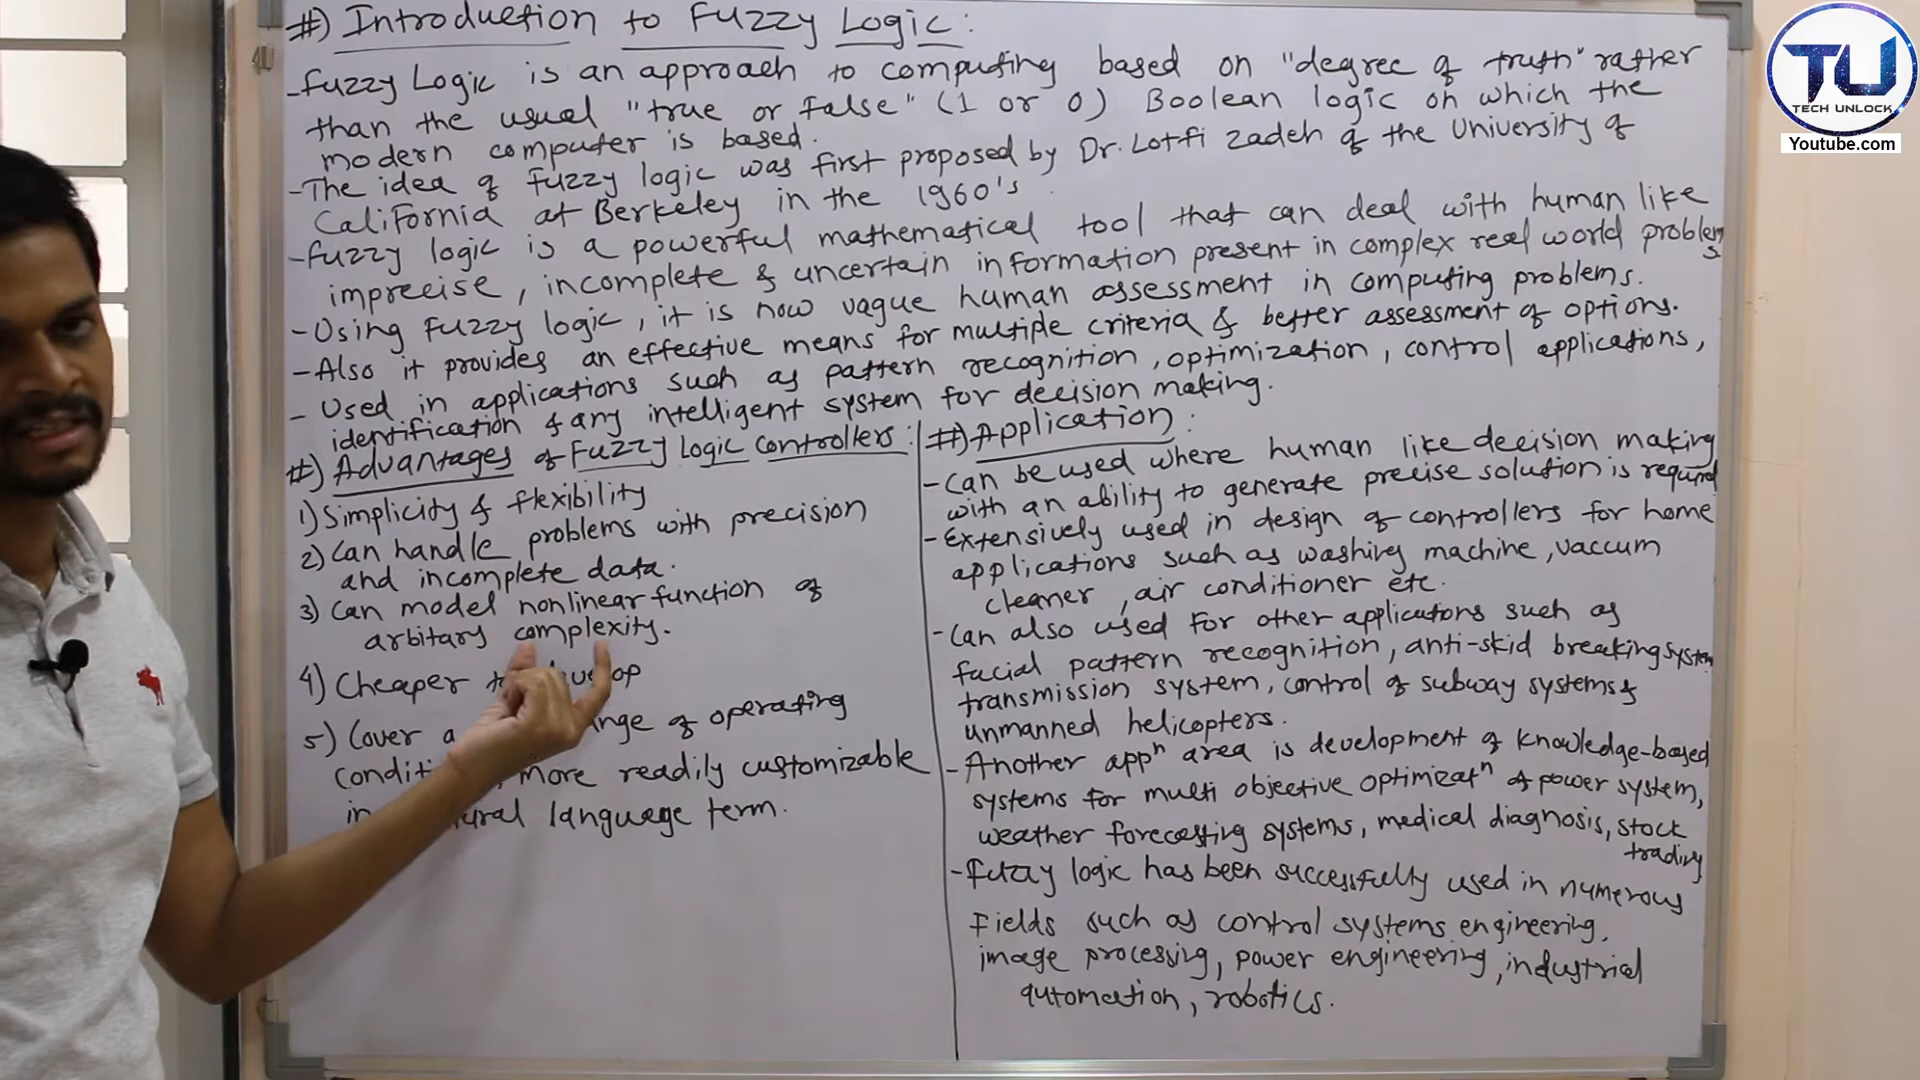 #) Introduction to Fuzzy Logic:
- Fuzzy Logic is an approach to computing based on "degree of truth" rather
than the usual "true or false" (1 or 0) Boolean logic on which the
modern computer is based.
- The idea of fuzzy logic was first proposed by Dr. Lotfi Zadeh of the University of
California at Berkeley in the 1960's.
- Fuzzy logic is a powerful mathematical tool that can deal with human like
imprecise, incomplete & uncertain information present in complex real world problems
- Using Fuzzy logic, it is now vague human assessment in computing problems.
- Also it provides an effective means for multiple criteria & better assessment of options.
- Used in applications such as pattern recognition, optimization, control applications,
identification & any intelligent system for decision making.
#) Advantages of Fuzzy Logic Controllers:
1) Simplicity & flexibility
2) Can handle problems with precision
and incomplete data.
3) Can model nonlinear function of
arbitary complexity.
4) Cheaper
5) Cover a of operating
more readily customizable
language term.
#) Application:
- Can be used where human like decision making
with an ability to generate precise solution is required
- Extensively used in design of controllers for home
applications such as washing machine, vaccum
cleaner, air conditioner etc.
- Can also used for other applications such as
facial pattern recognition, anti-skid breaking system
transmission system, control of subway systems &
unmanned helicopters.
- Another appⁿ area is development of knowledge-based
systems for multi objective optimizatⁿ of power system,
weather forecasting systems, medical diagnosis, stock
trading
- Fuzzy logic has been successfully used in numerous
Fields such as control systems engineering,
image processing, power engineering, industrial
automation, robotics.
TU
TECH UNLOCK
Youtube.com